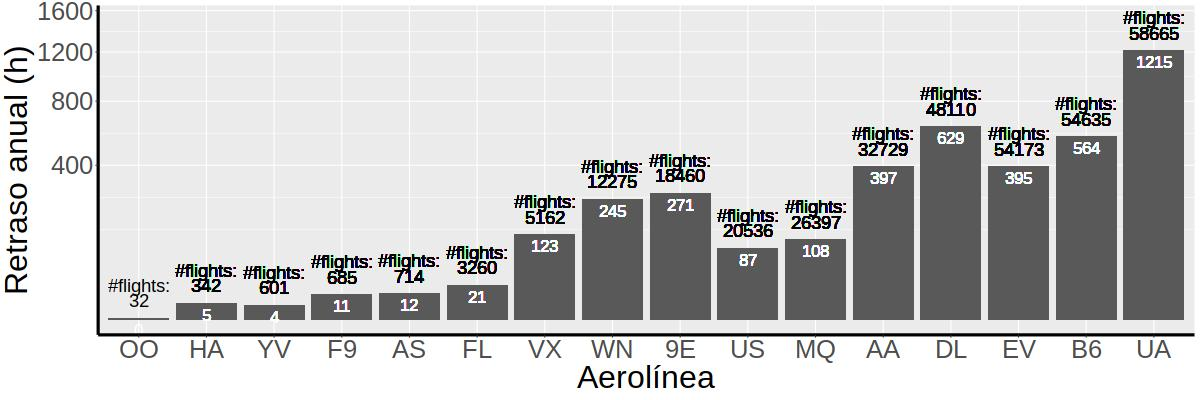 1600
1200
800
400
Retraso anual (h)
#flights:
32
0
#flights:
342
5
#flights:
601
4
#flights:
685
11
#flights:
714
12
#flights:
3260
21
#flights:
5162
123
#flights:
12275
245
#flights:
18460
271
#flights:
20536
87
#flights:
26397
108
#flights:
32729
397
#flights:
48110
629
#flights:
54173
395
#flights:
54635
564
#flights:
58665
1215
OO HA YV F9 AS FL VX WN 9E US MQ AA DL EV B6 UA
Aerolínea